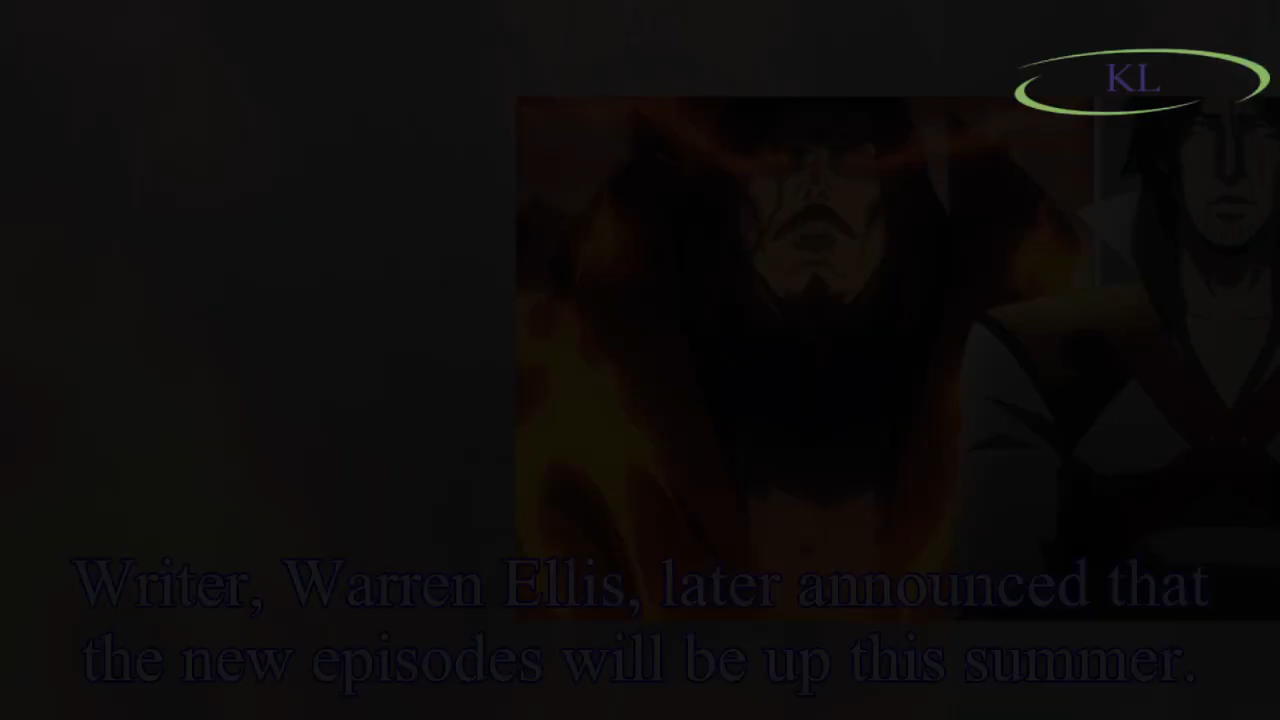 KL
Writer, Warren Ellis, later announced that
the new episodes will be up this summer.